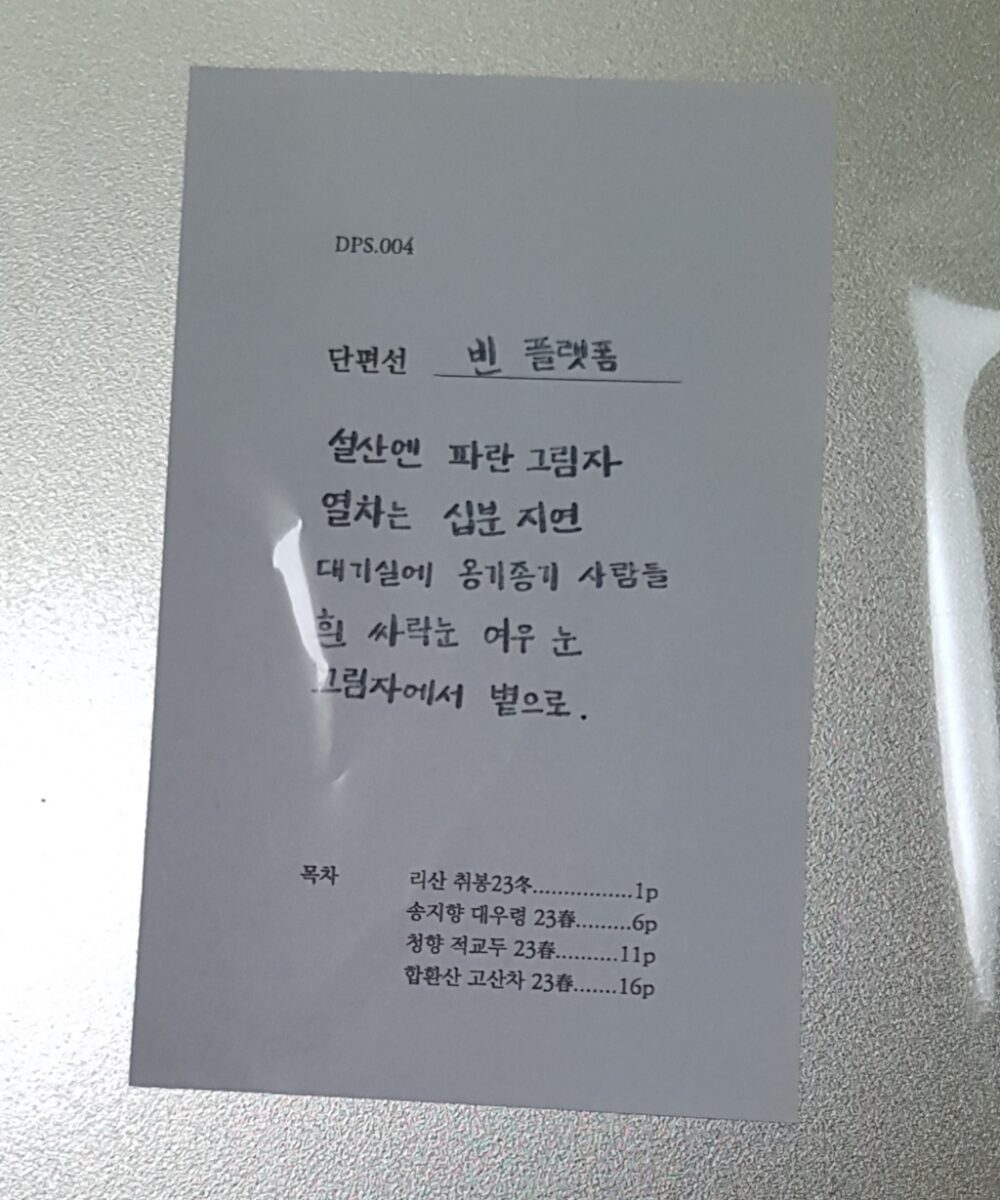 DPS.004
단편선 빈 플랫폼
설산엔 파란 그림자
열차는 십분 지연
대기실에 옹기종기 사람들
흰 싸락눈 여우 눈
그림자에서 볕으로.
목차 리산 취봉23冬.................1p
송지향 대우령 23春.........6p
청향 적교두 23春..........11p
합환산 고산차 23春.......16p